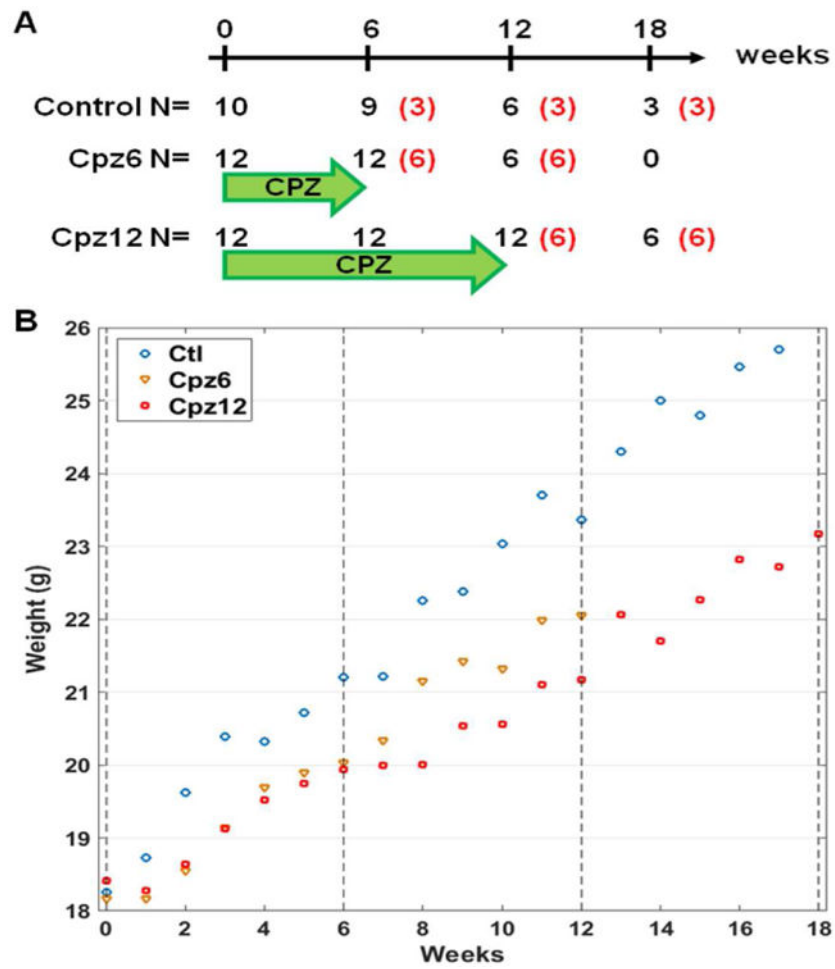 A
0 6 12 18
weeks
Control N= 10 9 (3) 6 (3) 3 (3)
Cpz6 N= 12 12 (6) 6 (6) 0
CPZ
Cpz12 N= 12 12 12 (6) 6 (6)
CPZ
B
26
25
24
23
22
21
20
19
18
Weight (g)
Ctl
Cpz6
Cpz12
0 2 4 6 8 10 12 14 16 18
Weeks